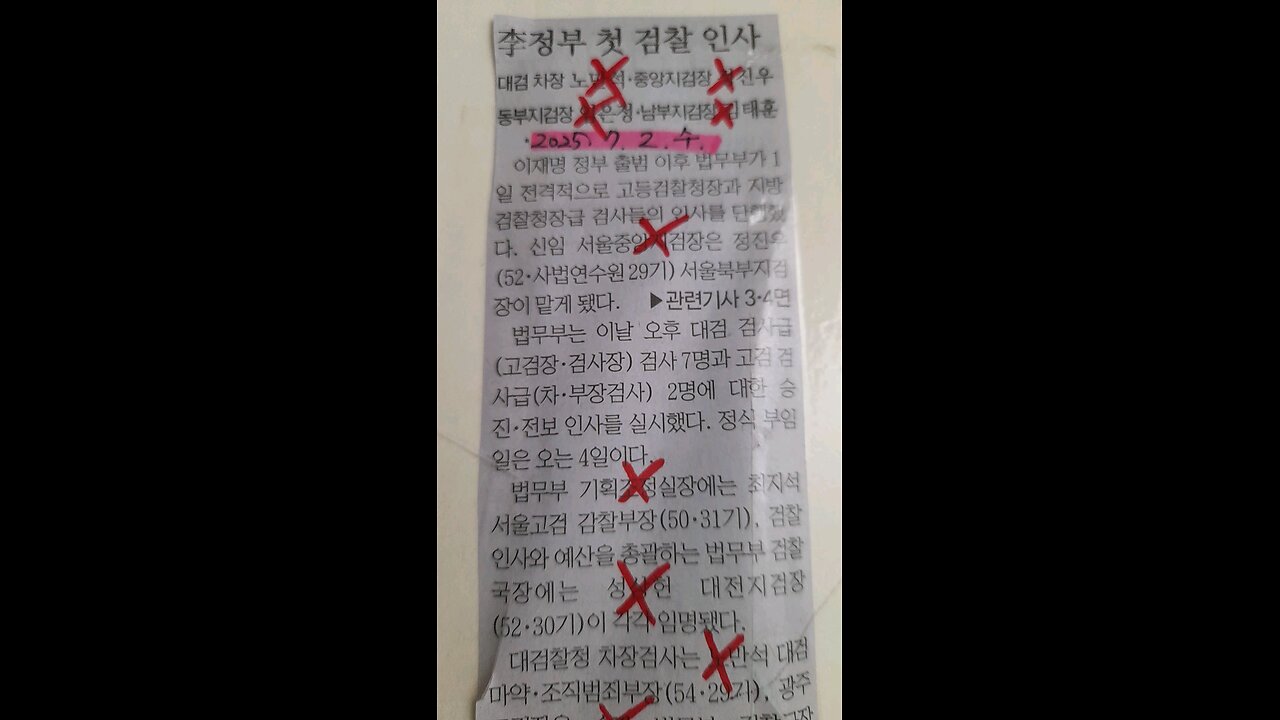 李정부 첫 검찰 인사
대검 차장 노만석·중앙지검장 정진우
동부지검장 임은정·남부지검장 김태훈
·2025. 7. 2. 수.
이재명 정부 출범 이후 법무부가 1
일 전격적으로 고등검찰청장과 지방
검찰청장급 검사들의 인사를 단행했
다. 신임 서울중앙지검장은 정진우
(52·사법연수원 29기) 서울북부지검
장이 맡게 됐다. ▶관련기사 3·4면
법무부는 이날 오후 대검 검사급
(고검장·검사장) 검사 7명과 고검 검
사급(차·부장검사) 2명에 대한 승
진·전보 인사를 실시했다. 정식 부임
일은 오는 4일이다.
법무부 기획조정실장에는 최지석
서울고검 감찰부장(50·31기), 검찰
인사와 예산을 총괄하는 법무부 검찰
국장에는 성상헌 대전지검장
(52·30기)이 각각 임명됐다.
대검찰청 차장검사는 노만석 대검
마약·조직범죄부장(54·29기), 광주